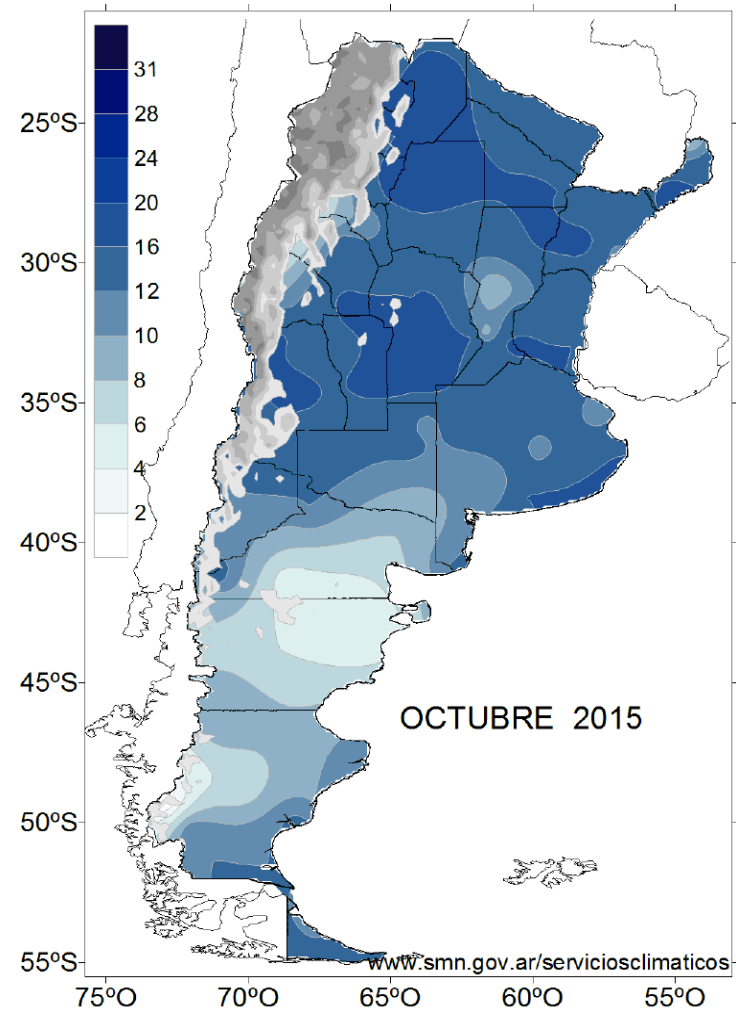 31
28
24
20
16
12
10
8
6
4
2
25ºS
30ºS
35ºS
40ºS
45ºS
50ºS
55ºS
OCTUBRE 2015
www.smn.gov.ar/serviciosclimaticos
75ºO 70ºO 65ºO 60ºO 55ºO